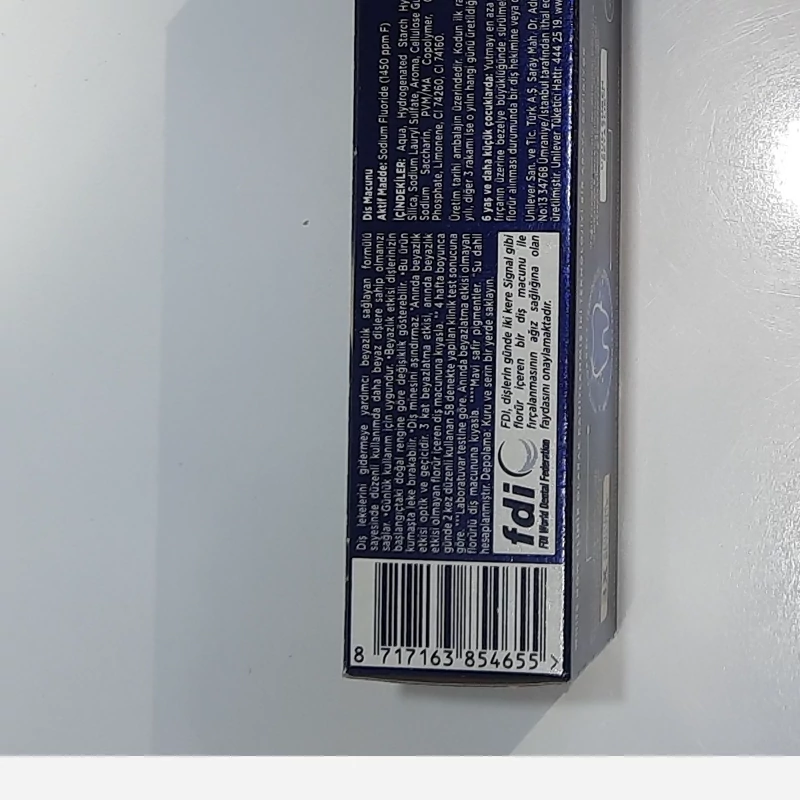 Diş lekelerini gidermeye yardımcı beyazlık sağlayan formülü
sayesinde düzenli kullanımda daha beyaz dişlere sahip olmanızı
sağlar. *Günlük kullanım için uygundur. *Beyazlık etkisi dişlerinizin
başlangıçtaki doğal rengine göre değişiklik gösterebilir. *Bu ürün
kumaşta leke bırakabilir. *Diş minesini aşındırmaz. *Anında beyazlık
etkisi optik ve geçicidir. 3 kat beyazlatma etkisi, anında beyazlık
etkisi olmayan florür içeren diş macununa kıyasla. ** 4 hafta boyunca
günde 2 kez düzenli kullanan 58 denekte yapılan klinik test sonucuna
göre. ***Laboratuvar testine göre. Anında beyazlatma etkisi olmayan
florürlü diş macununa kıyasla. ****Mavi safir pigmentler. *Su dahil
hesaplanmıştır. Depolama: Kuru ve serin bir yerde saklayın.
fdi
FDI World Dental Federation
FDI, dişlerin günde iki kere Signal gibi
florür içeren bir diş macunu ile
fırçalanmasının ağız sağlığına olan
faydasını onaylamaktadır.
Diş Macunu
Aktif Madde: Sodium Fluoride (1450 ppm F)
İÇİNDEKİLER: Aqua, Hydrogenated Starch
Silica, Sodium Lauryl Sulfate, Aroma, Cellulose
Sodium Saccharin, PVM/MA Copolymer,
Phosphate, Limonene, CI 74260, CI 74160.
Üretim tarihi ambalajın üzerindedir. Kodun ilk
yılı, diğer 3 rakamı ise o yılın hangi günü üretildiği
6 yaş ve daha küçük çocuklarda: Yutmayı en aza
fırçanın üzerine bezelye büyüklüğünde sürülme
florür alınması durumunda bir diş hekimine veya
Unilever San. ve Tic. Türk A.Ş. Saray Mah. Dr.
No:13 34768 Ümraniye/İstanbul tarafından ithal
üretilmiştir. Unilever Tüketici Hattı: 444 25 19.
8 717163 854655 >